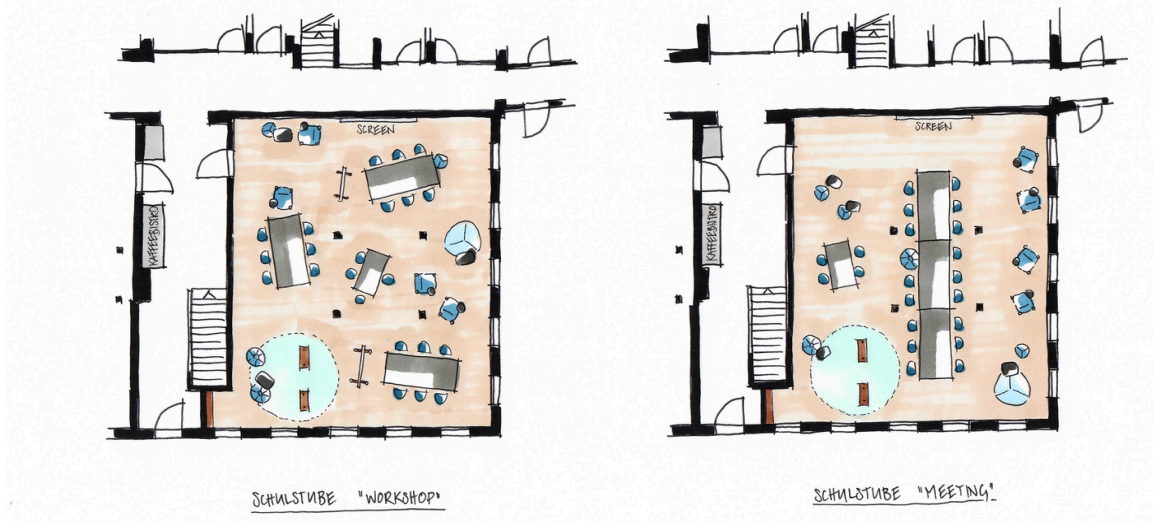 SCREEN
KAFFEEBISTRO
SCHULSTUBE "WORKSHOP"
SCREEN
KAFFEEBISTRO
SCHULSTUBE "MEETING"